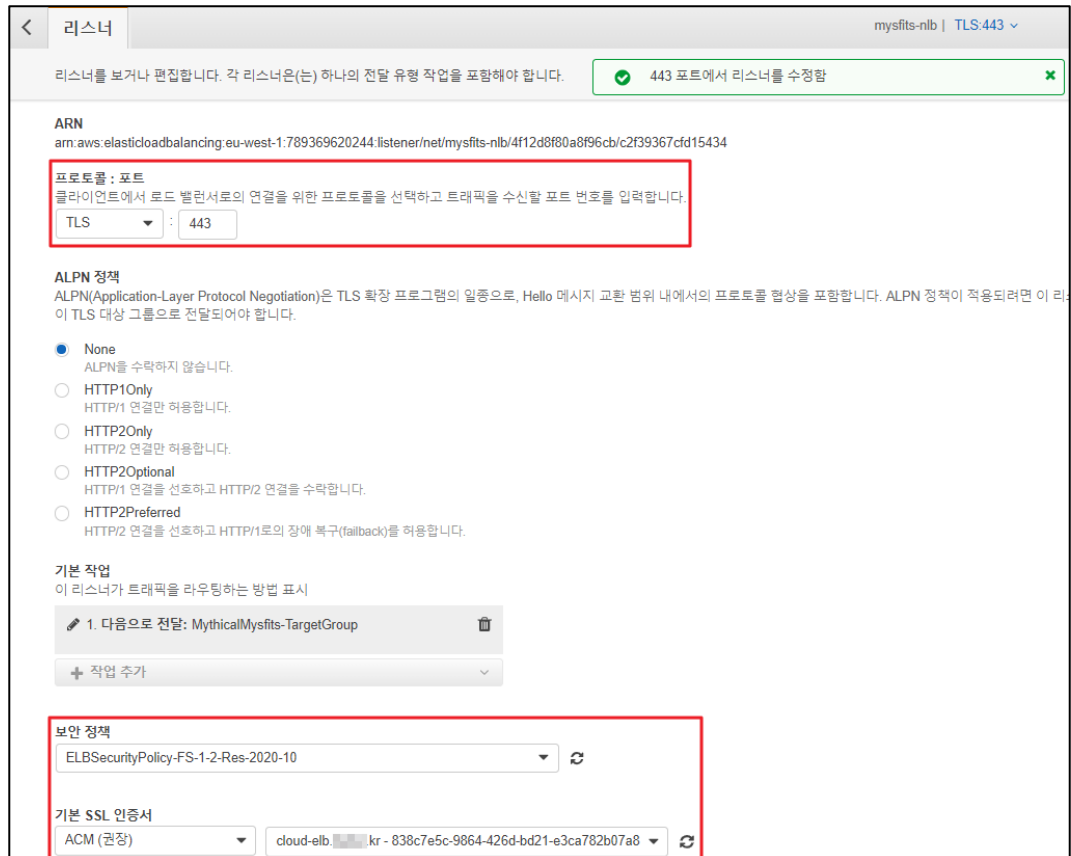 리스너
mysfits-nlb | TLS:443
리스너를 보거나 편집합니다. 각 리스너은(는) 하나의 전달 유형 작업을 포함해야 합니다.
443 포트에서 리스너를 수정함
ARN
arn:aws:elasticloadbalancing:eu-west-1:789369620244:listener/net/mysfits-nlb/4f12d8f80a8f96cb/c2f39367cfd15434
프로토콜 : 포트
클라이언트에서 로드 밸런서로의 연결을 위한 프로토콜을 선택하고 트래픽을 수신할 포트 번호를 입력합니다.
TLS : 443
ALPN 정책
ALPN(Application-Layer Protocol Negotiation)은 TLS 확장 프로그램의 일종으로, Hello 메시지 교환 범위 내에서의 프로토콜 협상을 포함합니다. ALPN 정책이 적용되려면 이 리
이 TLS 대상 그룹으로 전달되어야 합니다.
None
ALPN을 수락하지 않습니다.
HTTP1Only
HTTP/1 연결만 허용합니다.
HTTP2Only
HTTP/2 연결만 허용합니다.
HTTP2Optional
HTTP/1 연결을 선호하고 HTTP/2 연결을 수락합니다.
HTTP2Preferred
HTTP/2 연결을 선호하고 HTTP/1로의 장애 복구(failback)를 허용합니다.
기본 작업
이 리스너가 트래픽을 라우팅하는 방법 표시
1. 다음으로 전달: MythicalMysfits-TargetGroup
작업 추가
보안 정책
ELBSecurityPolicy-FS-1-2-Res-2020-10
기본 SSL 인증서
ACM (권장)
cloud-elb. .kr - 838c7e5c-9864-426d-bd21-e3ca782b07a8